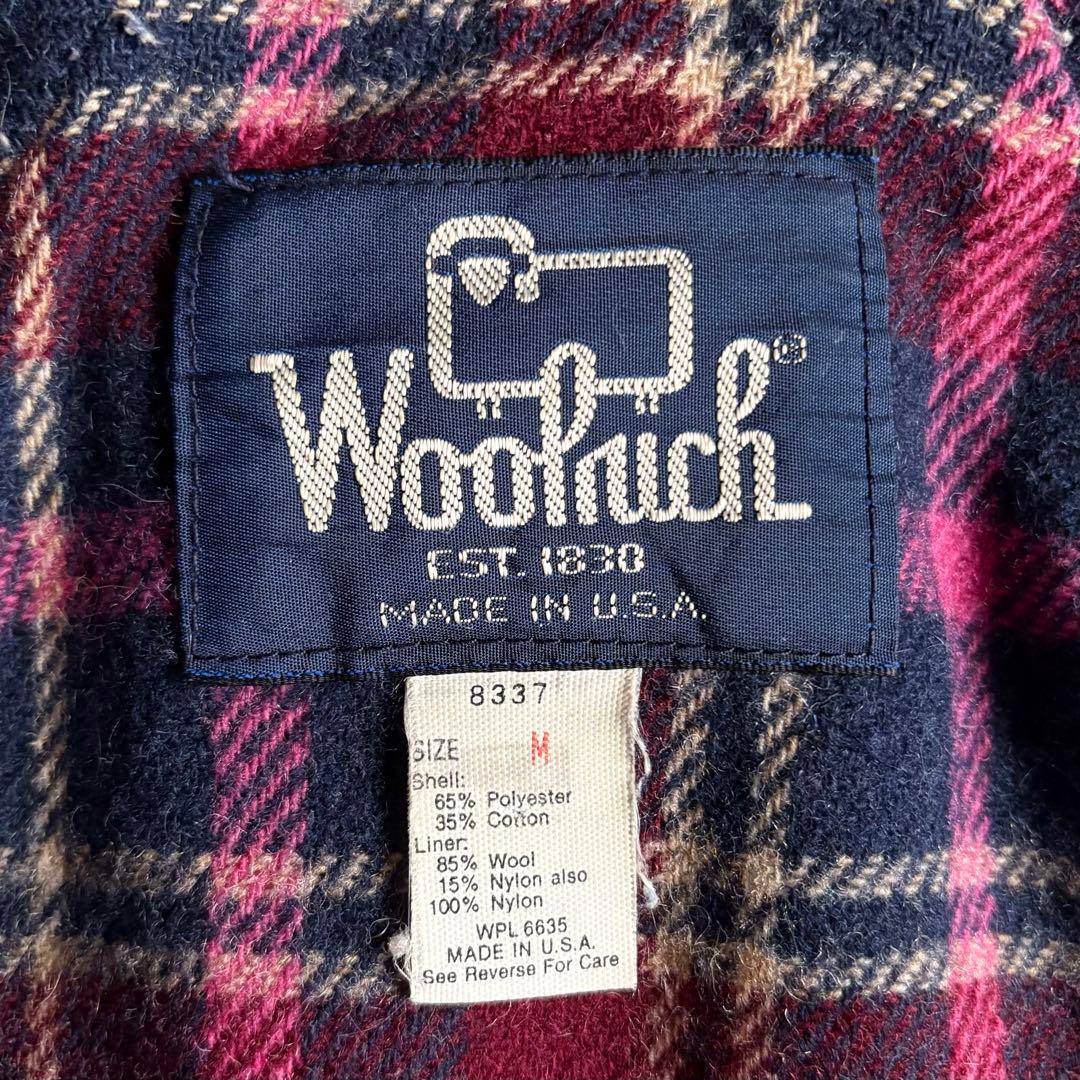 Woolrich®
EST. 1830
MADE IN U.S.A.
8337
SIZE M
Shell:
65% Polyester
35% Cotton
Liner:
85% Wool
15% Nylon also
100% Nylon
WPL 6635
MADE IN U.S.A.
See Reverse For Care